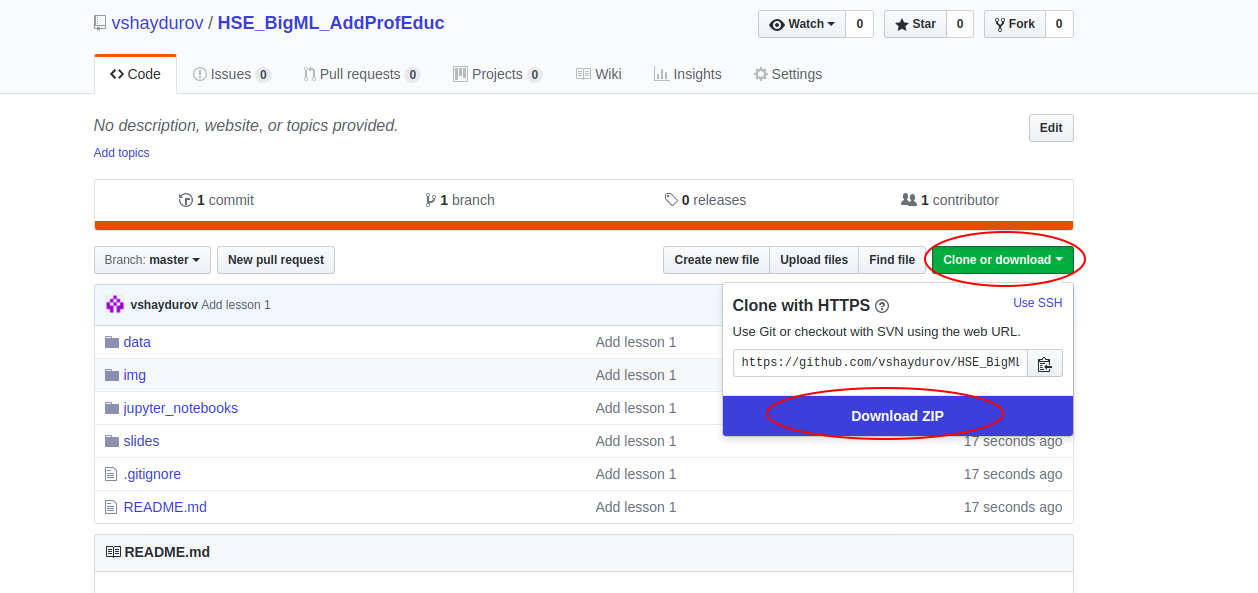 vshaydurov / HSE_BigML_AddProfEduc Watch 0 Star 0 Fork 0
Code Issues 0 Pull requests 0 Projects 0 Wiki Insights Settings
No description, website, or topics provided. Edit
Add topics
1 commit 1 branch 0 releases 1 contributor
Branch: master New pull request Create new file Upload files Find file Clone or download
vshaydurov Add lesson 1
Clone with HTTPS ? Use SSH
Use Git or checkout with SVN using the web URL.
https://github.com/vshaydurov/HSE_BigML
Download ZIP
data Add lesson 1
img Add lesson 1
jupyter_notebooks Add lesson 1
slides Add lesson 1 17 seconds ago
.gitignore Add lesson 1 17 seconds ago
README.md Add lesson 1 17 seconds ago
README.md